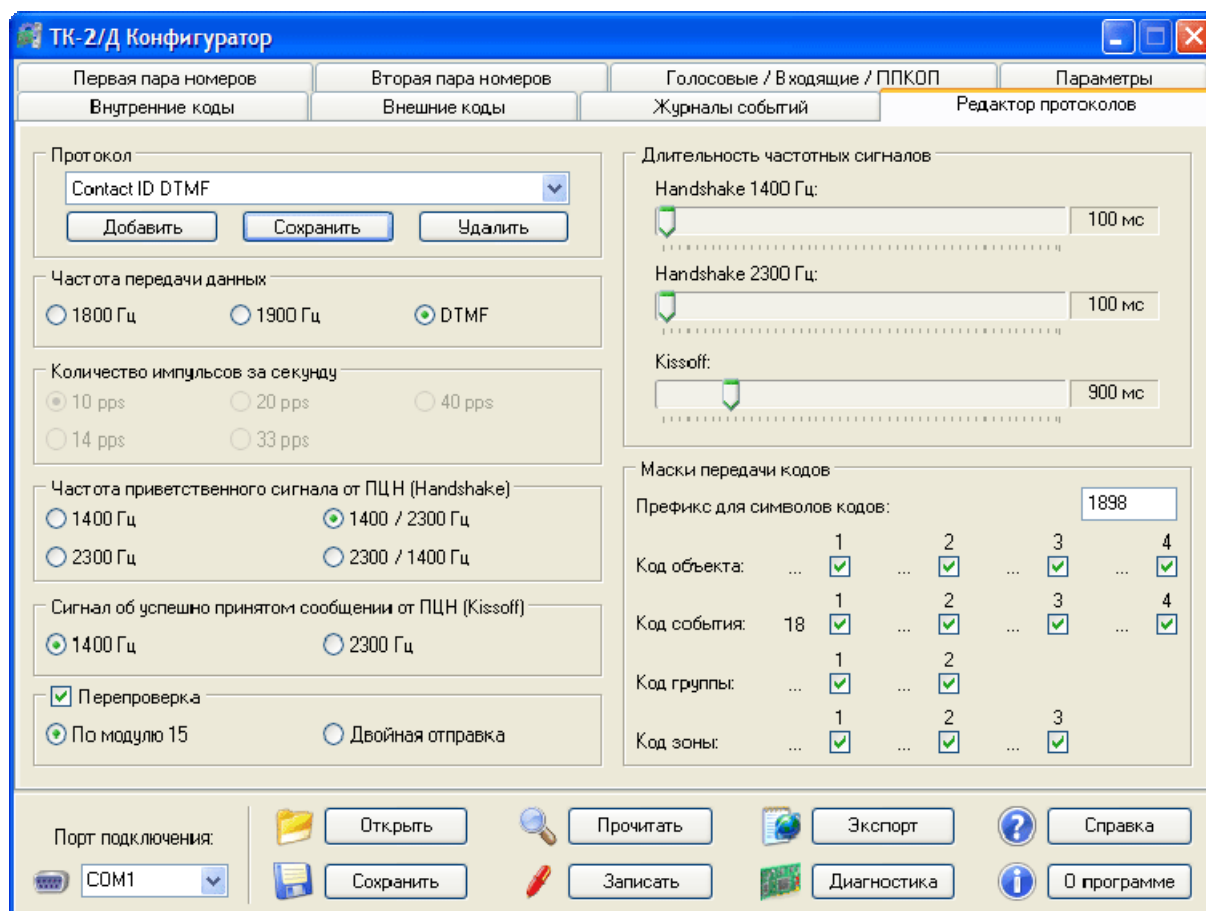 ТК-2/Д Конфигуратор
Первая пара номеров
Вторая пара номеров
Голосовые / Входящие / ППКОП
Параметры
Внутренние коды
Внешние коды
Журналы событий
Редактор протоколов
Протокол
Contact ID DTMF
Добавить
Сохранить
Удалить
Частота передачи данных
1800 Гц
1900 Гц
DTMF
Количество импульсов за секунду
10 pps
20 pps
40 pps
14 pps
33 pps
Частота приветственного сигнала от ПЦН (Handshake)
1400 Гц
1400 / 2300 Гц
2300 Гц
2300 / 1400 Гц
Сигнал об успешно принятом сообщении от ПЦН (Kissoff)
1400 Гц
2300 Гц
Перепроверка
По модулю 15
Двойная отправка
Длительность частотных сигналов
Handshake 1400 Гц:
100 мс
Handshake 2300 Гц:
100 мс
Kissoff:
900 мс
Маски передачи кодов
Префикс для символов кодов:
1898
1 2 3 4
Код объекта: ... ... ... ...
1 2 3 4
Код события: 18 ... ... ...
1 2
Код группы: ... ...
1 2 3
Код зоны: ... ... ...
Порт подключения:
COM1
Открыть
Прочитать
Экспорт
Справка
Сохранить
Записать
Диагностика
О программе